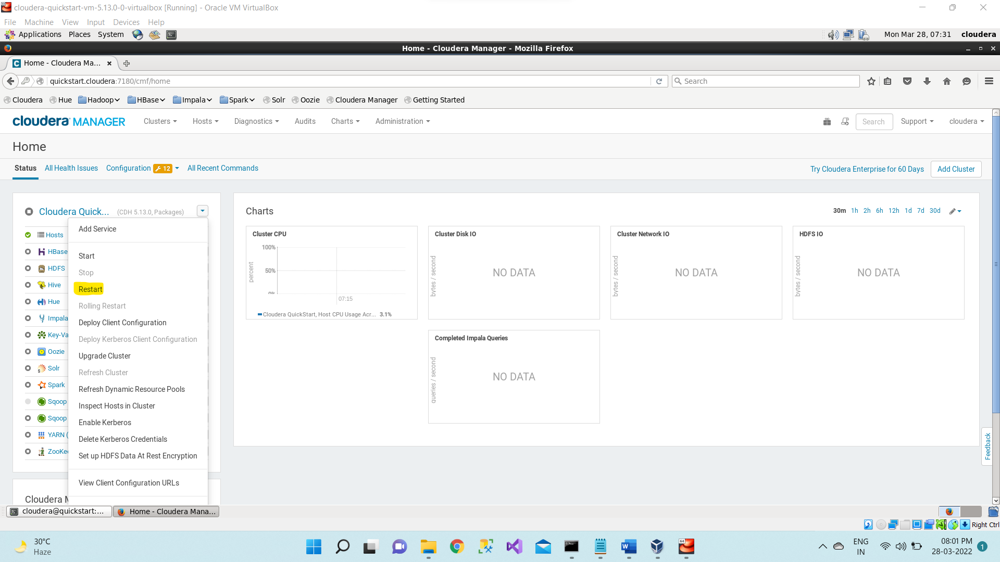 cloudera-quickstart-vm-5.13.0-0-virtualbox [Running] - Oracle VM VirtualBox
File Machine View Input Devices Help
Applications Places System
Mon Mar 28, 07:31 cloudera
Home - Cloudera Manager - Mozilla Firefox
Home - Cloudera Ma...
quickstart.cloudera:7180/cmf/home
Search
Cloudera Hue Hadoop HBase Impala Spark Solr Oozie Cloudera Manager Getting Started
cloudera MANAGER Clusters Hosts Diagnostics Audits Charts Administration
Search Support cloudera
Home
Status All Health Issues Configuration 12 All Recent Commands
Try Cloudera Enterprise for 60 Days Add Cluster
Cloudera Quick... (CDH 5.13.0, Packages)
Hosts
HBase
HDFS
Hive
Hue
Impala
Key-Va
Oozie
Solr
Spark
Sqoop
Sqoop
YARN (
ZooKee
Cloudera M
Add Service
Start
Stop
Restart
Rolling Restart
Deploy Client Configuration
Deploy Kerberos Client Configuration
Upgrade Cluster
Refresh Cluster
Refresh Dynamic Resource Pools
Inspect Hosts in Cluster
Enable Kerberos
Delete Kerberos Credentials
Set up HDFS Data At Rest Encryption
View Client Configuration URLs
Charts
30m 1h 2h 6h 12h 1d 7d 30d
Cluster CPU
percent
100%
50%
0%
07:15
Cloudera QuickStart, Host CPU Usage Acr... 3.1%
Cluster Disk IO
bytes / second
NO DATA
Cluster Network IO
bytes / second
NO DATA
HDFS IO
bytes / second
NO DATA
Completed Impala Queries
queries / second
NO DATA
Feedback
cloudera@quickstart:...
Home - Cloudera Mana...
Right Ctrl
30°C
Haze
ENG
IN
08:01 PM
28-03-2022
1